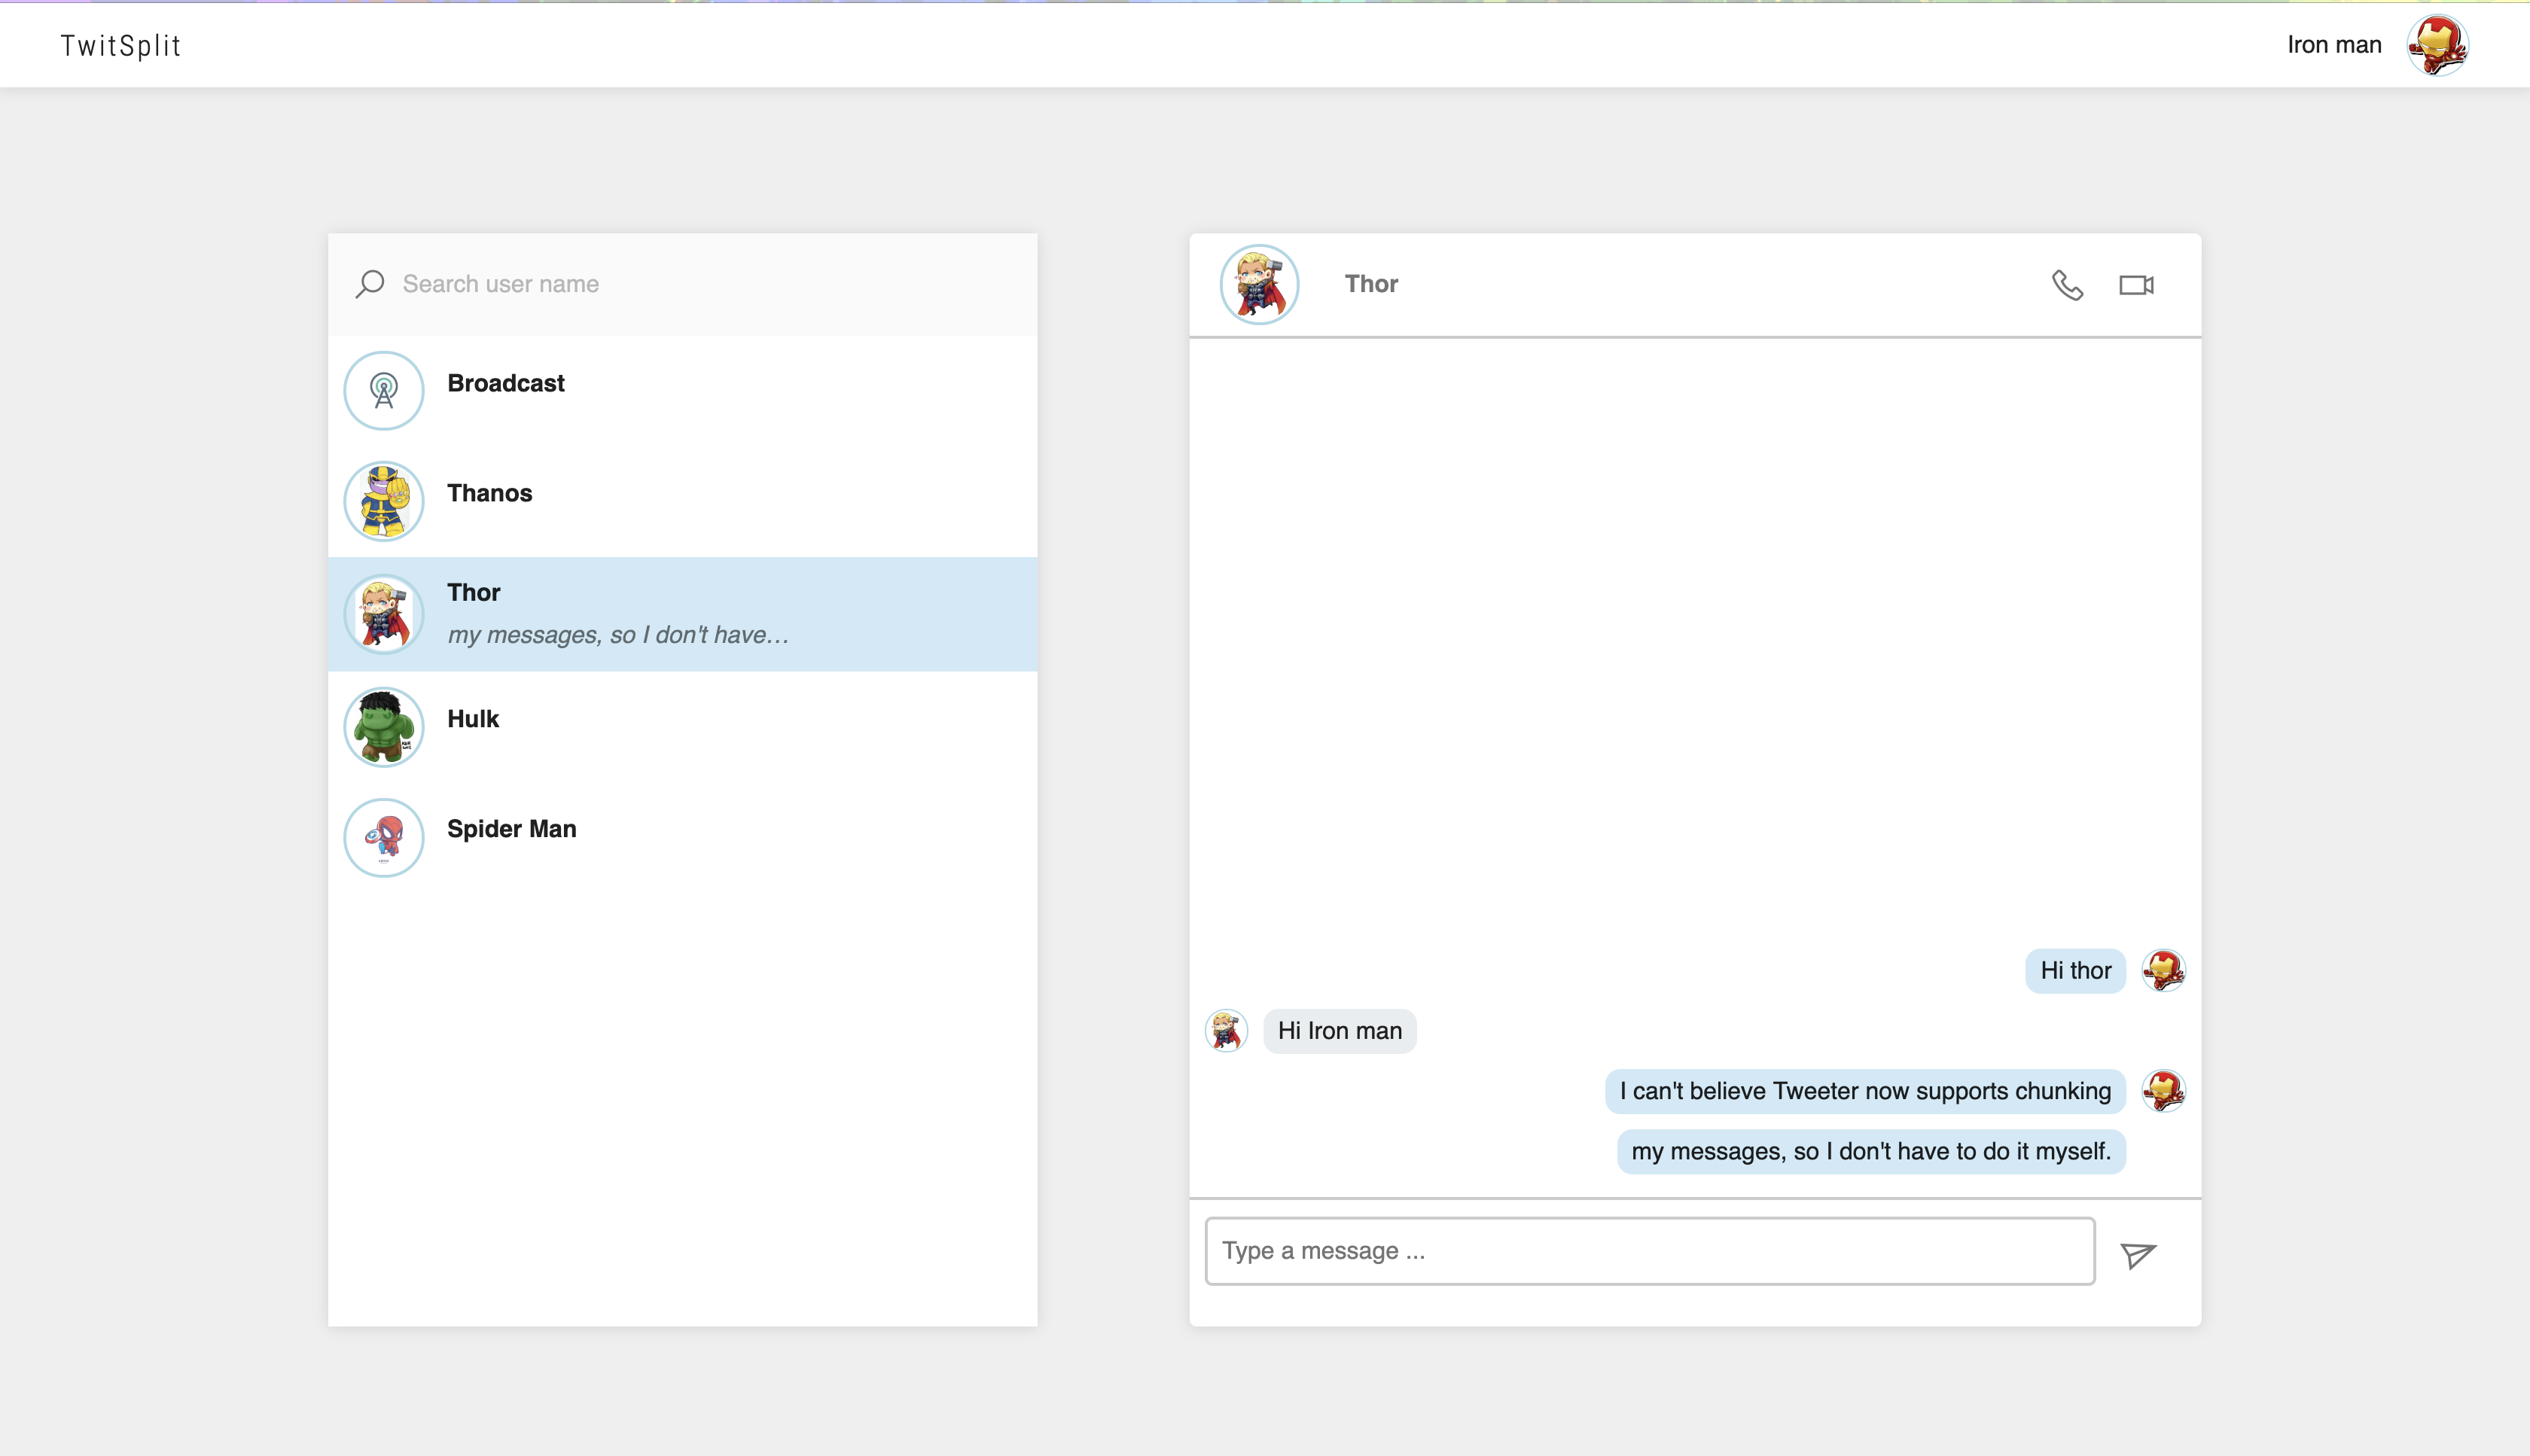 TwitSplit
Iron man
Search user name
Broadcast
Thanos
Thor
my messages, so I don't have…
Hulk
Spider Man
Thor
Hi thor
Hi Iron man
I can't believe Tweeter now supports chunking
my messages, so I don't have to do it myself.
Type a message ...